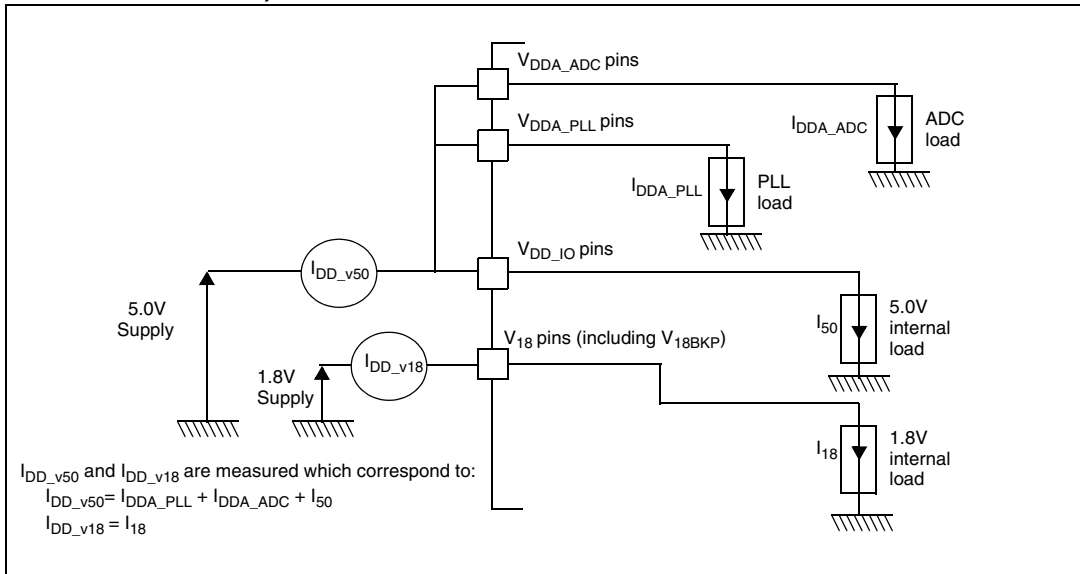 V_DDA_ADC pins
I_DDA_ADC
ADC
load
V_DDA_PLL pins
I_DDA_PLL
PLL
load
V_DD_IO pins
I_DD_v50
5.0V
Supply
I_50
5.0V
internal
load
V_18 pins (including V_18BKP)
I_DD_v18
1.8V
Supply
I_18
1.8V
internal
load
I_DD_v50 and I_DD_v18 are measured which correspond to:
I_DD_v50= I_DDA_PLL + I_DDA_ADC + I_50
I_DD_v18 = I_18